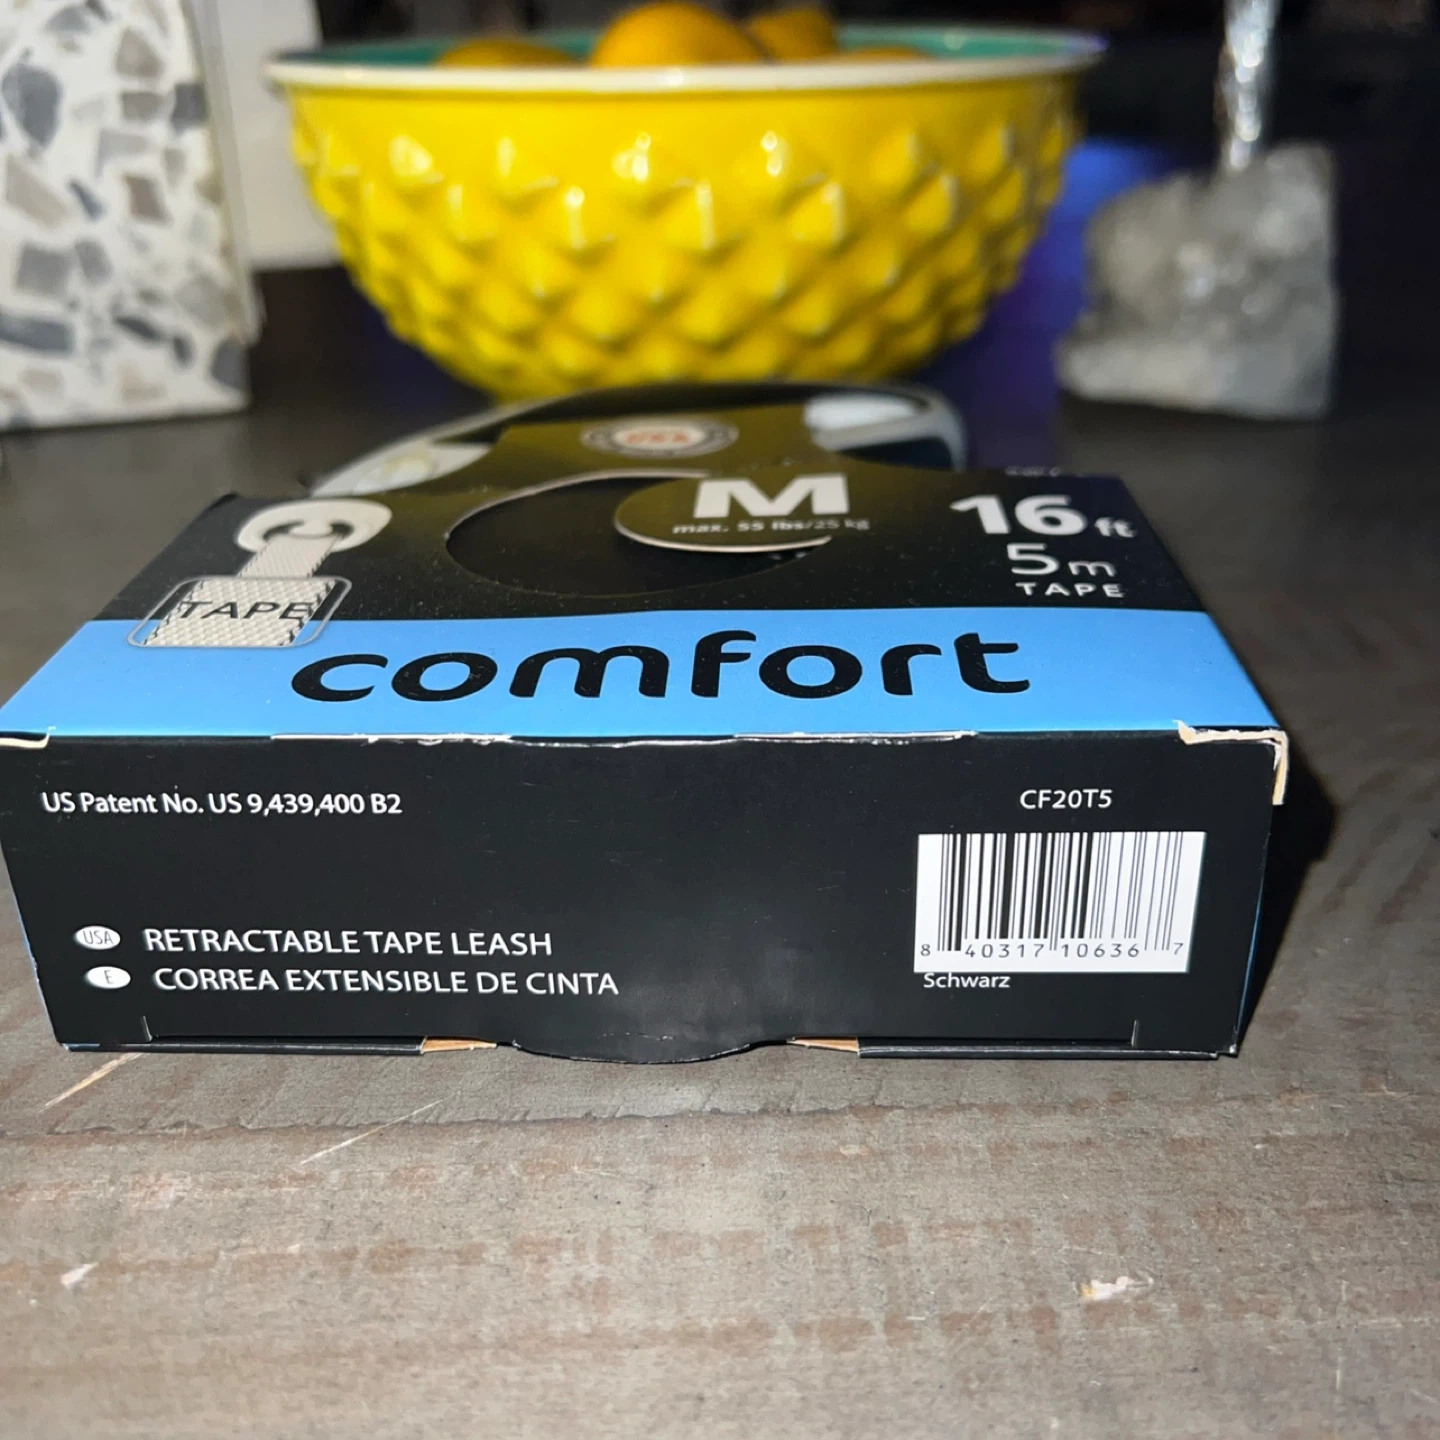 USA
M
max. 55 lbs/25 kg
16 ft
5 m
TAPE
TAPE
comfort
US Patent No. US 9,439,400 B2
CF20T5
8 40317 10636 7
Schwarz
USA RETRACTABLE TAPE LEASH
E CORREA EXTENSIBLE DE CINTA